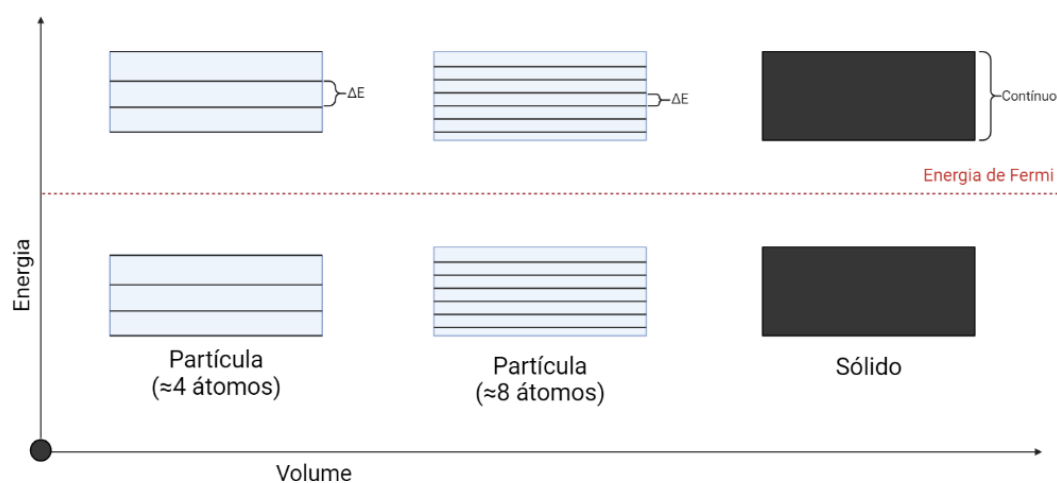 ΔE
ΔE
Contínuo
Energia de Fermi
Energia
Partícula
(≈4 átomos)
Partícula
(≈8 átomos)
Sólido
Volume